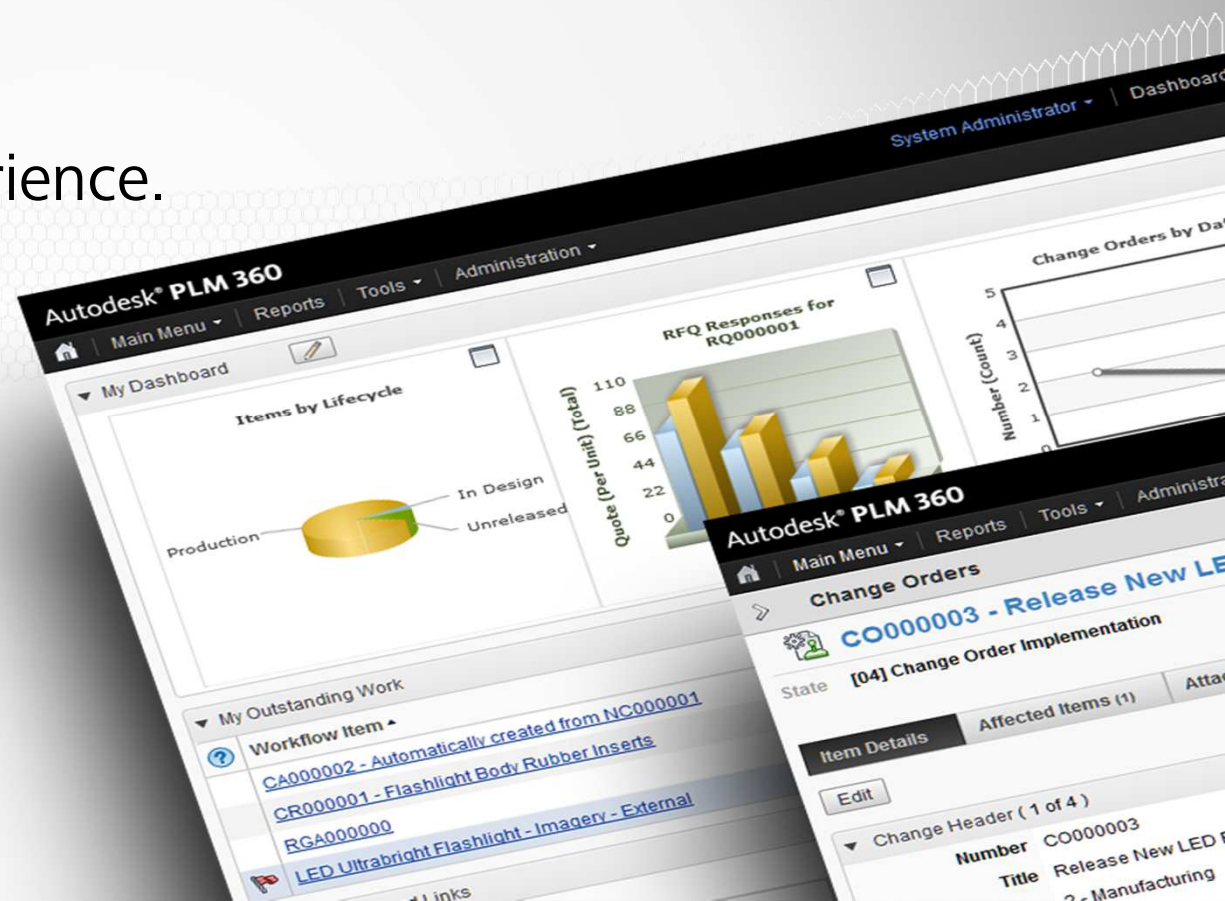 rience.
System Administrator
Dashboard
Autodesk® PLM 360
Main Menu
Reports
Tools
Administration
My Dashboard
Items by Lifecycle
Production
In Design
Unreleased
RFQ Responses for
RQ000001
Quote (Per Unit) (Total)
110
88
66
44
22
0
Change Orders by Da
Number (Count)
5
4
3
2
1
0
My Outstanding Work
Workflow Item
CA000002 - Automatically created from NC000001
CR000001 - Flashlight Body Rubber Inserts
RGA000000
LED Ultrabright Flashlight - Imagery - External
Links
Autodesk® PLM 360
Main Menu
Reports
Tools
Administra
Change Orders
CO000003 - Release New LE
State [04] Change Order Implementation
Item Details
Affected Items (1)
Attac
Edit
Change Header ( 1 of 4 )
Number CO000003
Title Release New LED
2 - Manufacturing